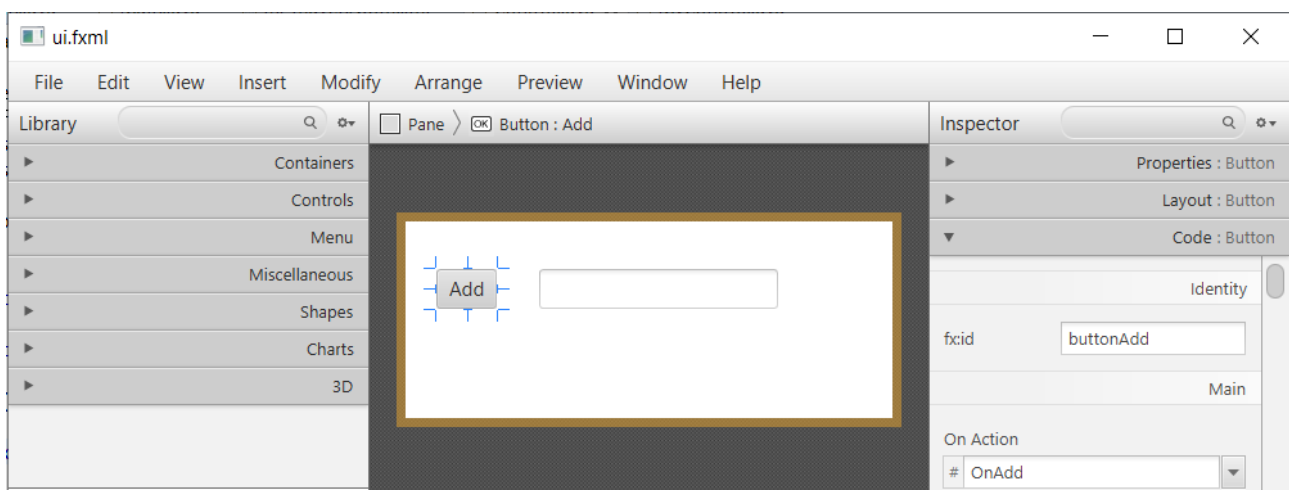 ui.fxml
File Edit View Insert Modify Arrange Preview Window Help
Library
Pane 〉 OK Button : Add
Inspector
Containers
Controls
Menu
Miscellaneous
Shapes
Charts
3D
Add
Properties : Button
Layout : Button
Code : Button
Identity
fx:id buttonAdd
Main
On Action
# OnAdd